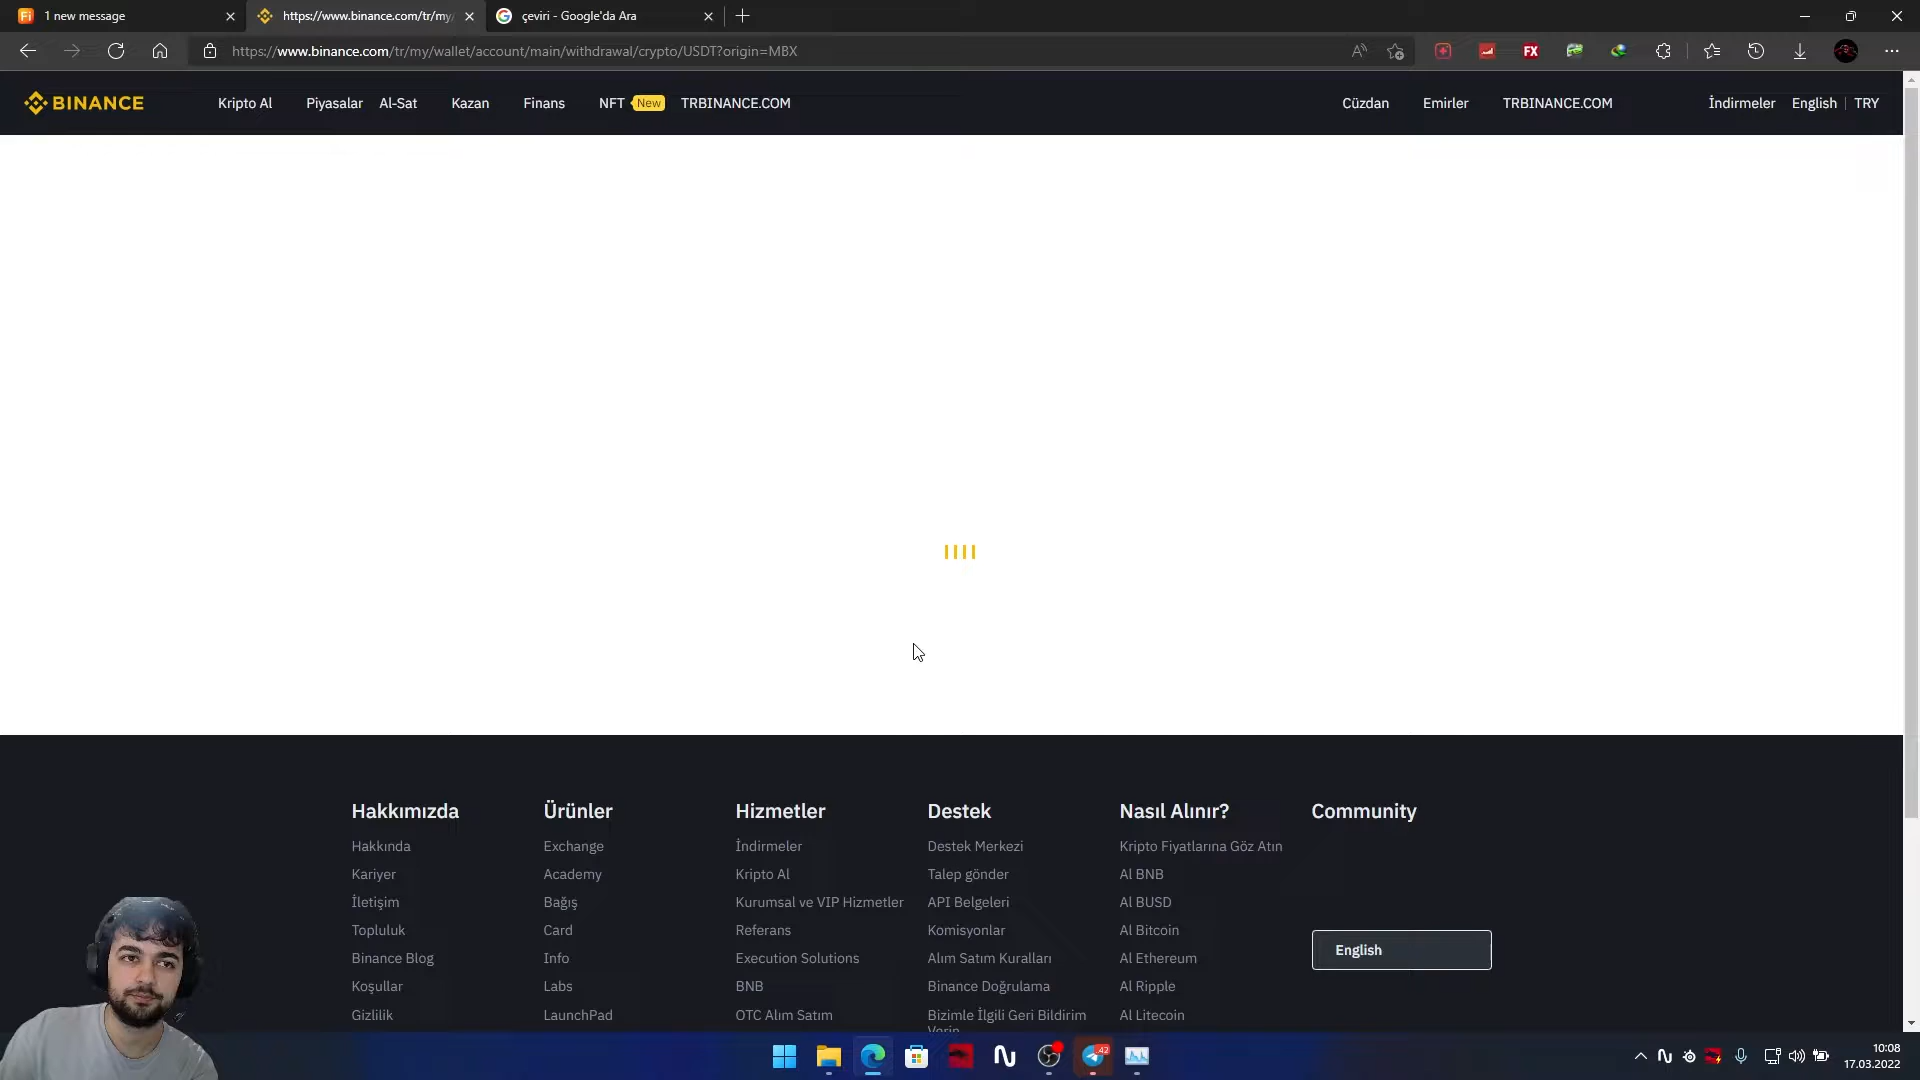 1 new message
https://www.binance.com/tr/my/
çeviri - Google'da Ara
https://www.binance.com/tr/my/wallet/account/main/withdrawal/crypto/USDT?origin=MBX
FX
BINANCE
Kripto Al
Piyasalar
Al-Sat
Kazan
Finans
NFT New
TRBINANCE.COM
Cüzdan
Emirler
TRBINANCE.COM
İndirmeler
English
TRY
Hakkımızda
Hakkında
Kariyer
İletişim
Topluluk
Binance Blog
Koşullar
Gizlilik
Ürünler
Exchange
Academy
Bağış
Card
Info
Labs
LaunchPad
Hizmetler
İndirmeler
Kripto Al
Kurumsal ve VIP Hizmetler
Referans
Execution Solutions
BNB
OTC Alım Satım
Destek
Destek Merkezi
Talep gönder
API Belgeleri
Komisyonlar
Alım Satım Kuralları
Binance Doğrulama
Bizimle İlgili Geri Bildirim
Verin
Nasıl Alınır?
Kripto Fiyatlarına Göz Atın
Al BNB
Al BUSD
Al Bitcoin
Al Ethereum
Al Ripple
Al Litecoin
Community
English
42
10:08
17.03.2022